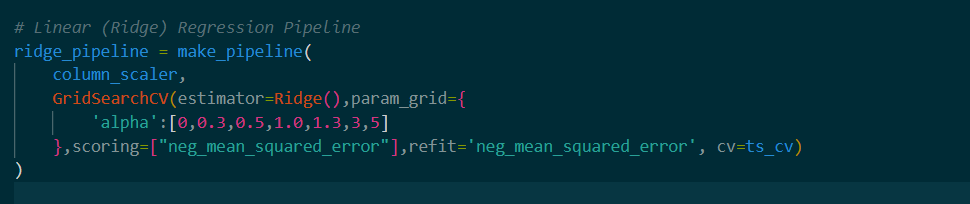 # Linear (Ridge) Regression Pipeline
ridge_pipeline = make_pipeline(
    column_scaler,
    GridSearchCV(estimator=Ridge(),param_grid={
        'alpha':[0,0.3,0.5,1.0,1.3,3,5]
    },scoring=["neg_mean_squared_error"],refit='neg_mean_squared_error', cv=ts_cv)
)